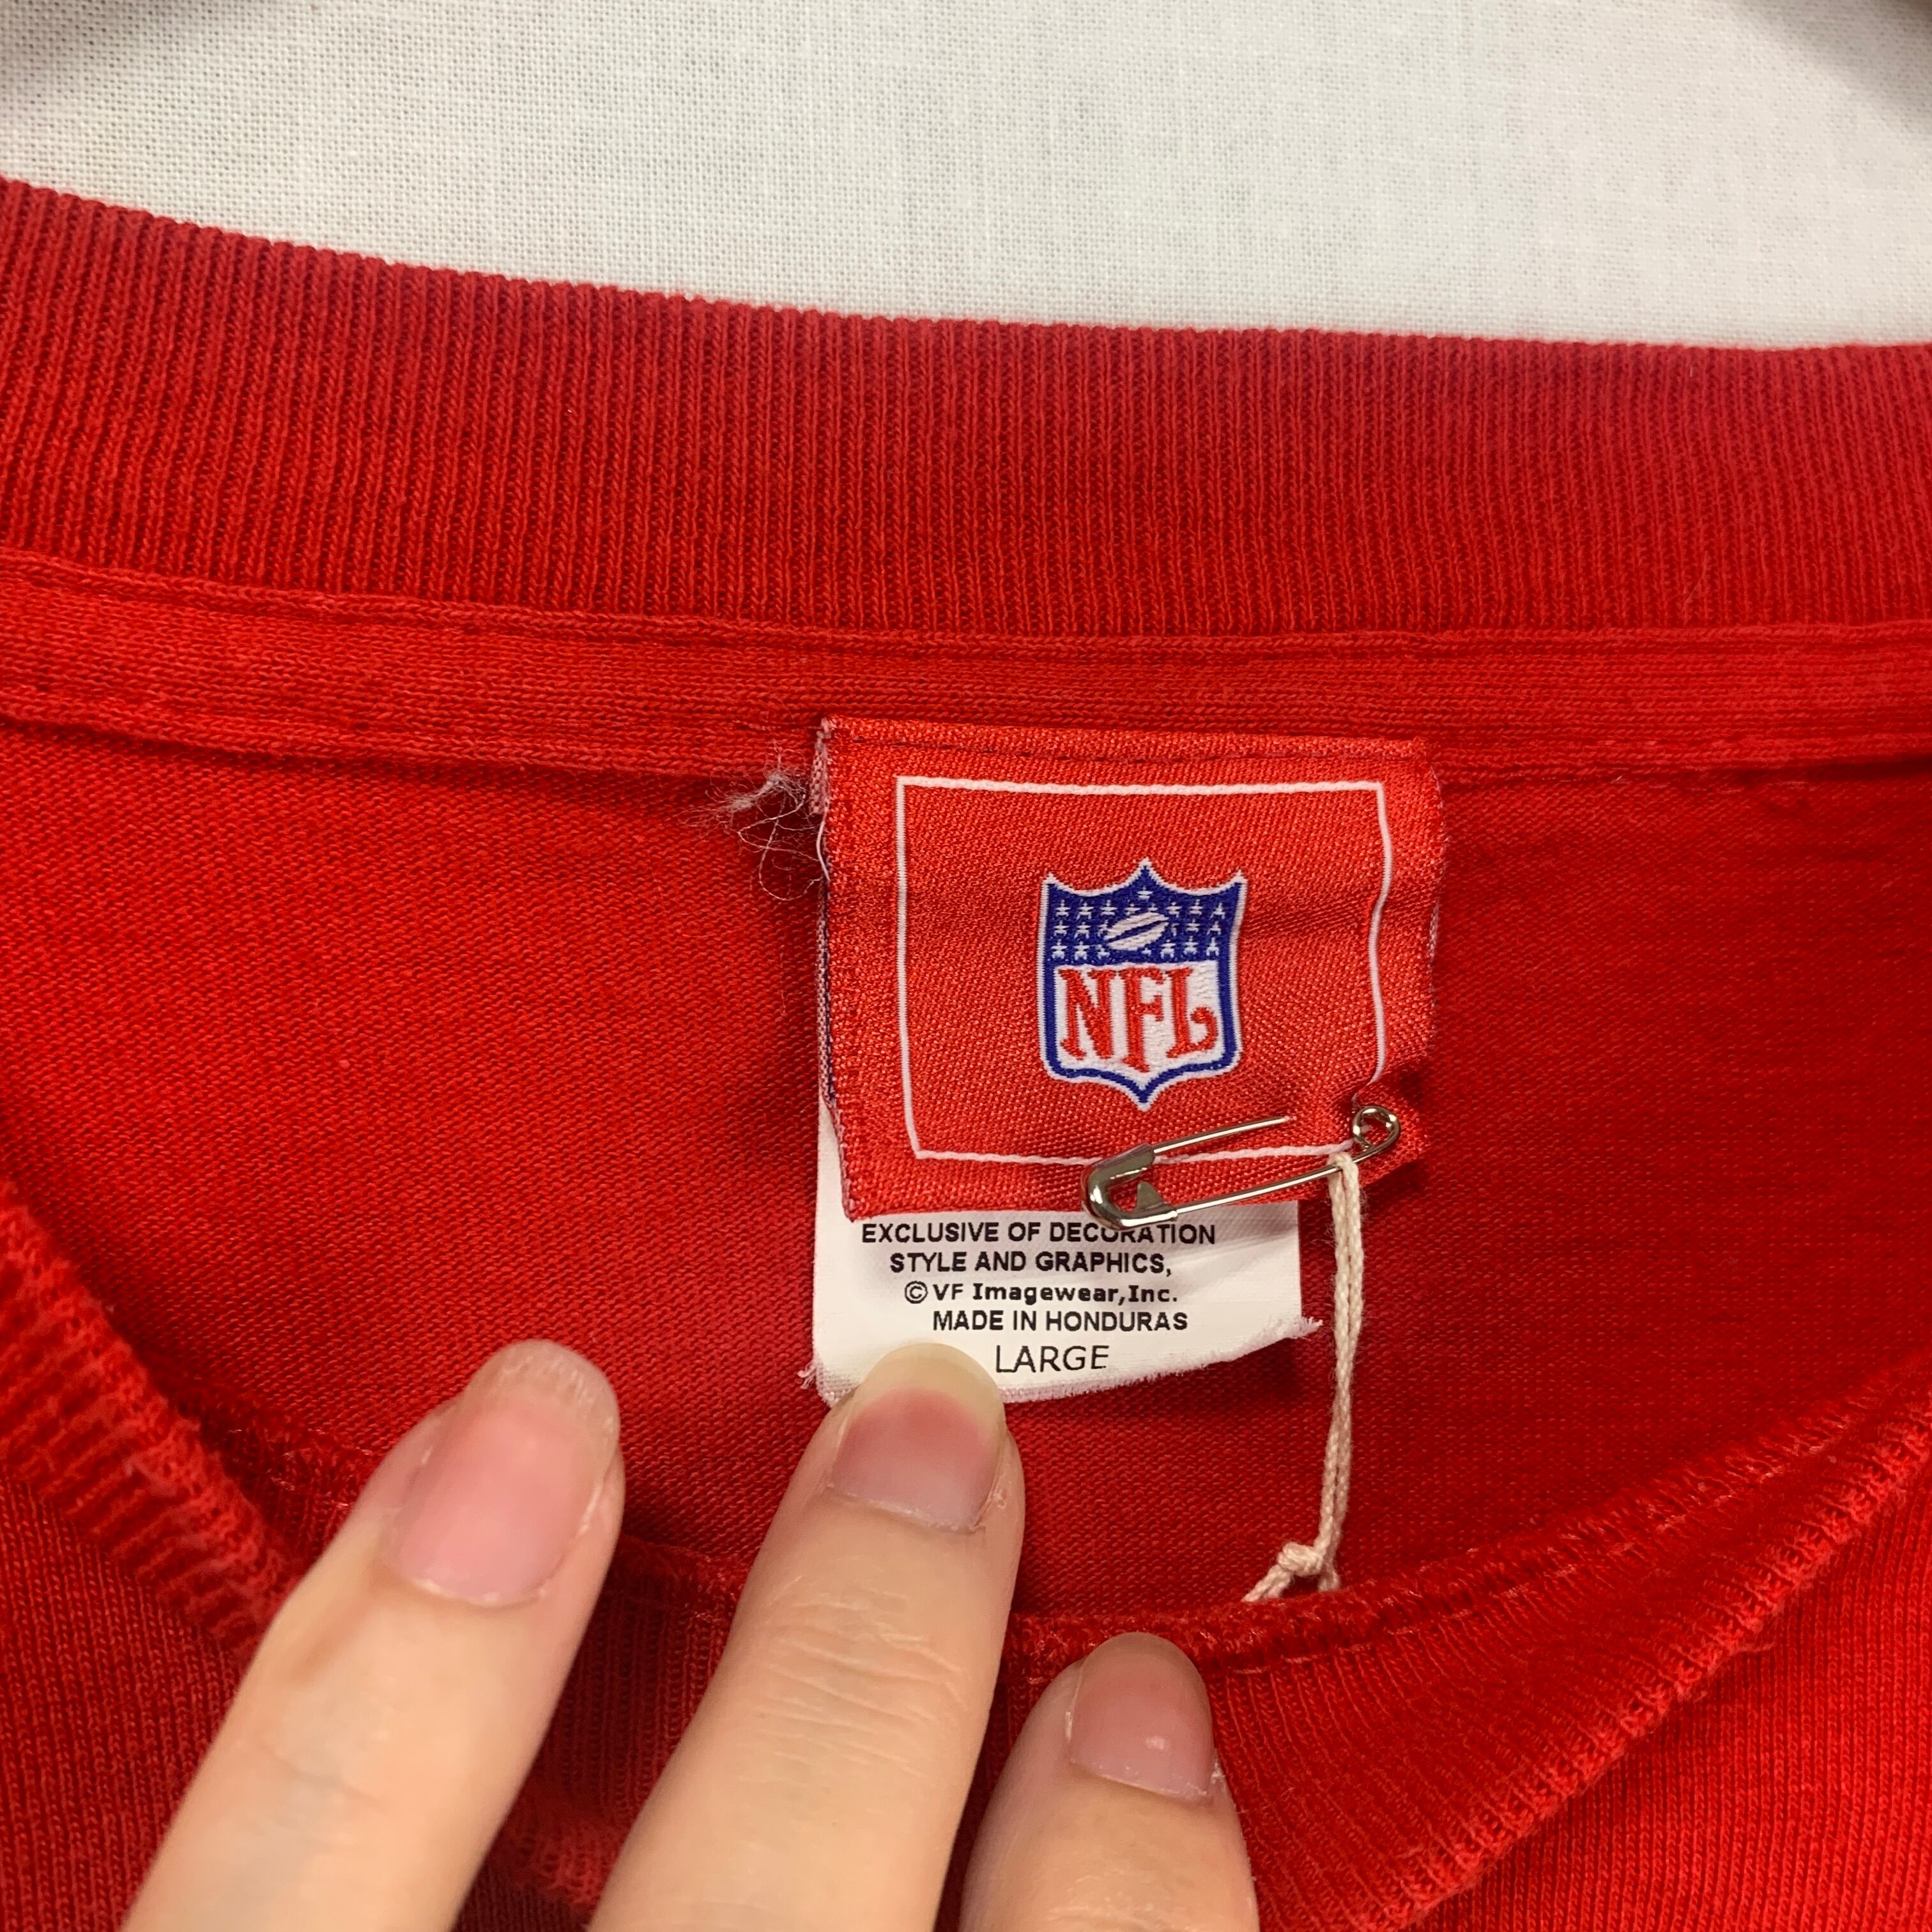 NFL
EXCLUSIVE OF DECORATION
STYLE AND GRAPHICS,
©VF Imagewear,Inc.
MADE IN HONDURAS
LARGE